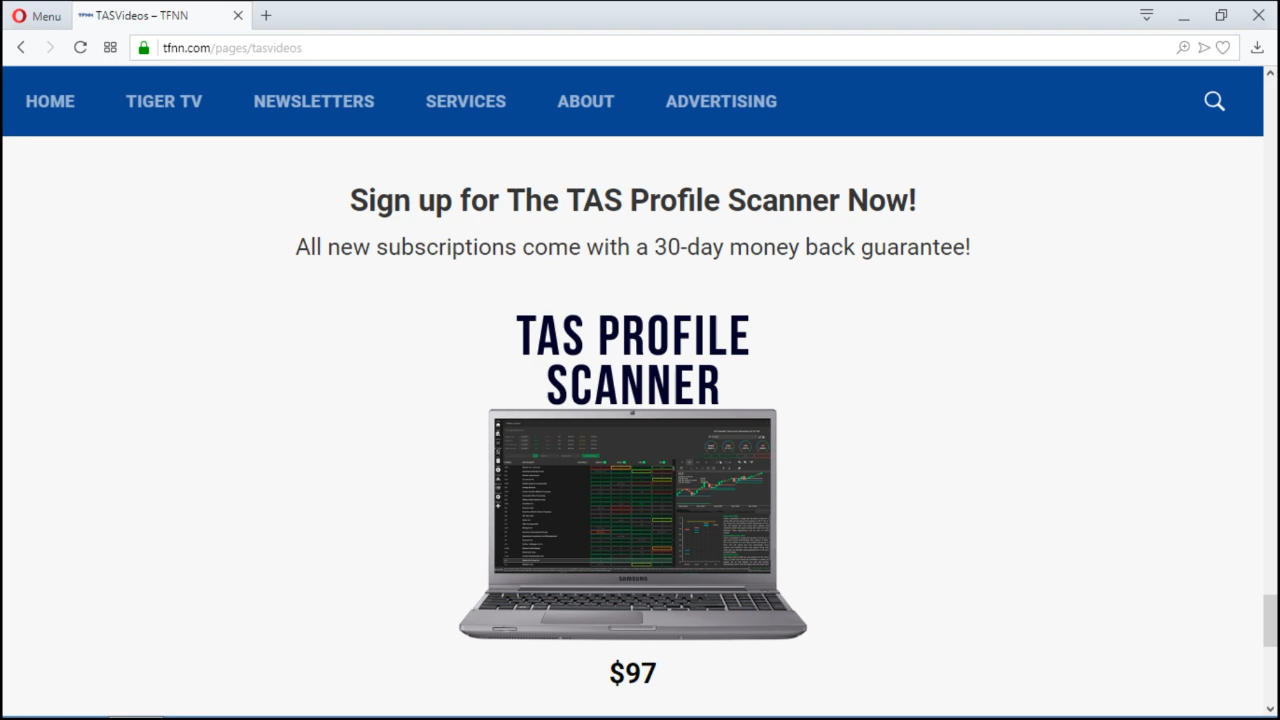 Menu
TFNN TASVideos – TFNN
tfnn.com/pages/tasvideos
HOME
TIGER TV
NEWSLETTERS
SERVICES
ABOUT
ADVERTISING
Sign up for The TAS Profile Scanner Now!
All new subscriptions come with a 30-day money back guarantee!
TAS PROFILE
SCANNER
SAMSUNG
$97